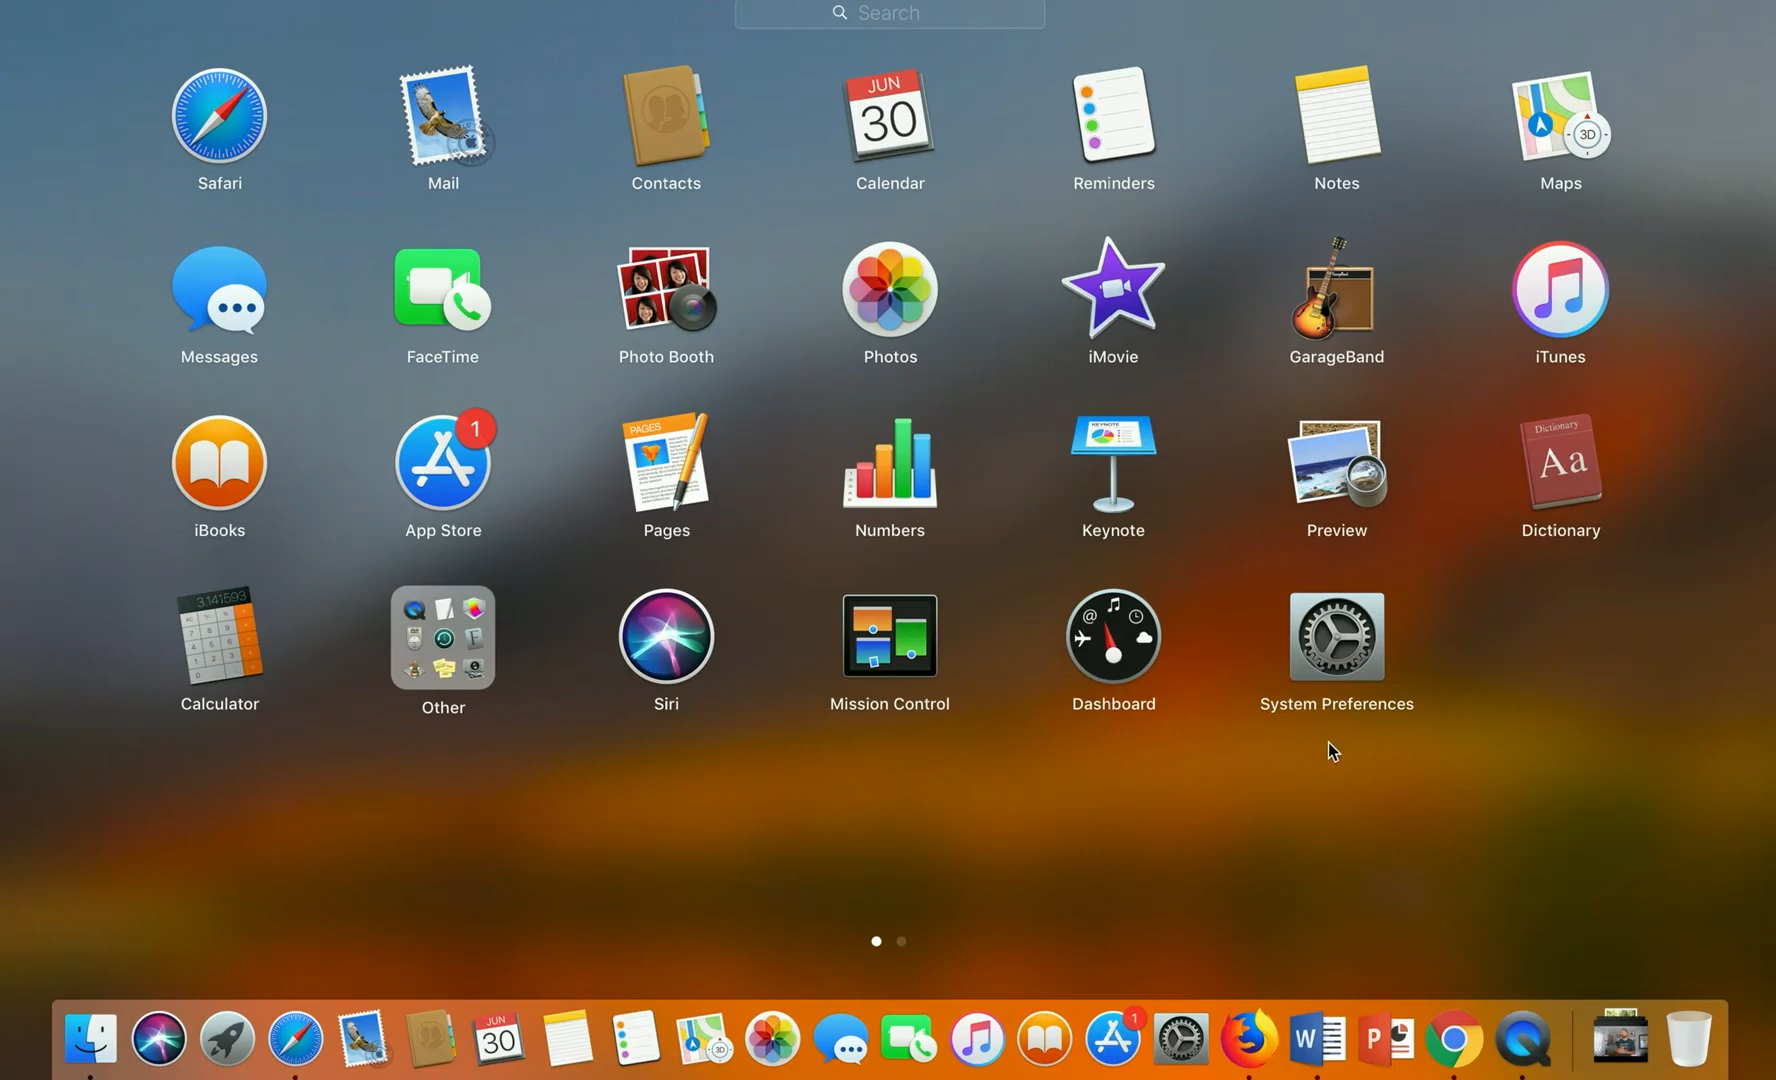 Search
JUN
30
3D
Safari
Mail
Contacts
Calendar
Reminders
Notes
Maps
Messages
FaceTime
Photo Booth
Photos
iMovie
GarageBand
iTunes
1
PAGES
KEYNOTE
Dictionary
Aa
iBooks
App Store
Pages
Numbers
Keynote
Preview
Dictionary
3.141593
Calculator
Other
Siri
Mission Control
Dashboard
System Preferences
JUN
30
3D
1
W
P